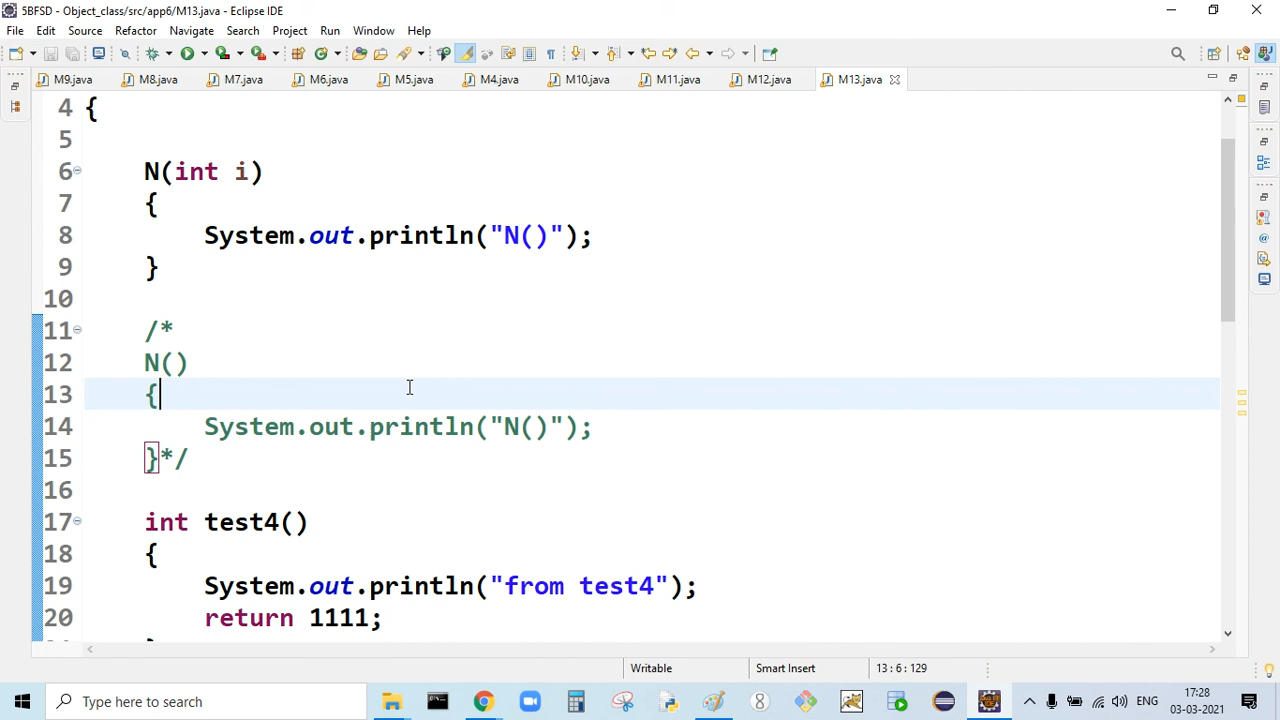 5BFSD - Object_class/src/app6/M13.java - Eclipse IDE
File Edit Source Refactor Navigate Search Project Run Window Help
M9.java M8.java M7.java M6.java M5.java M4.java M10.java M11.java M12.java M13.java
4 {
5
6 N(int i)
7 {
8 System.out.println("N()");
9 }
10
11 /*
12 N()
13 {
14 System.out.println("N()");
15 }*/
16
17 int test4()
18 {
19 System.out.println("from test4");
20 return 1111;
Writable Smart Insert 13 : 6 : 129
Type here to search
ENG
7:28
03-03-2021